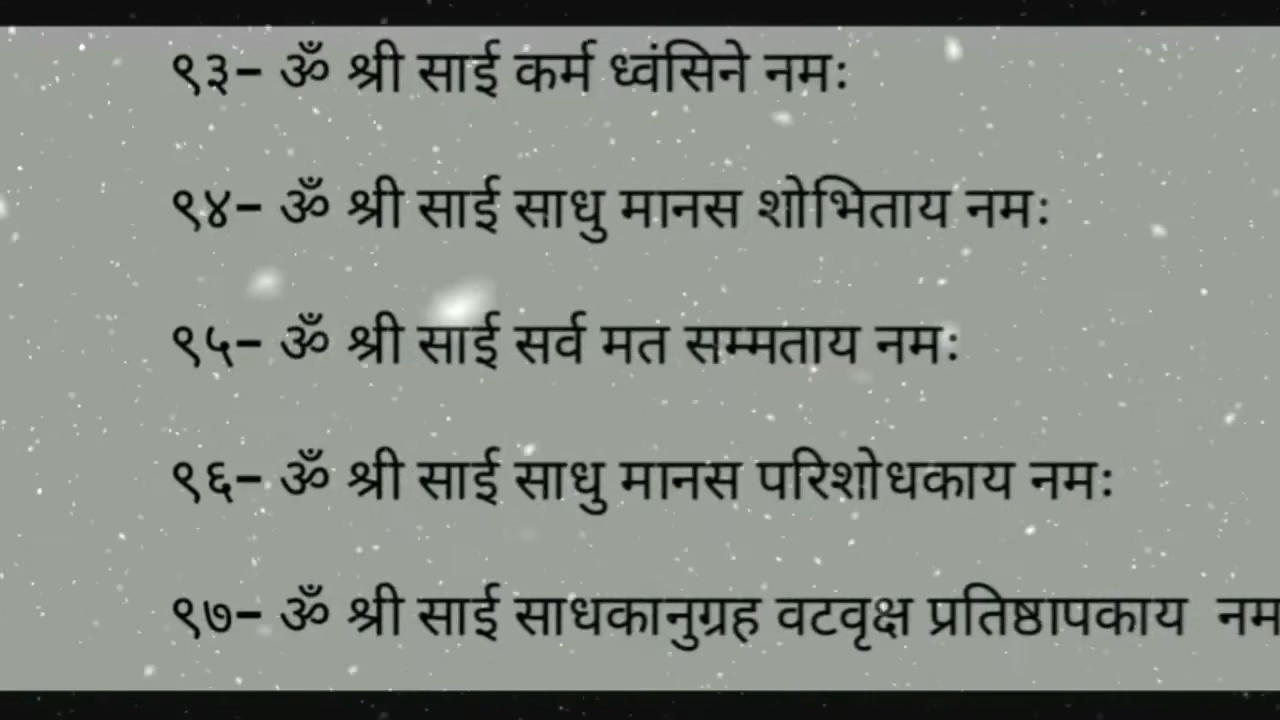 ९३– ॐ श्री साई कर्म ध्वंसिने नमः
९४– ॐ श्री साई साधु मानस शोभिताय नमः
९५– ॐ श्री साई सर्व मत सम्मताय नमः
९६– ॐ श्री साई साधु मानस परिशोधकाय नमः
९७– ॐ श्री साई साधकानुग्रह वटवृक्ष प्रतिष्ठापकाय नम